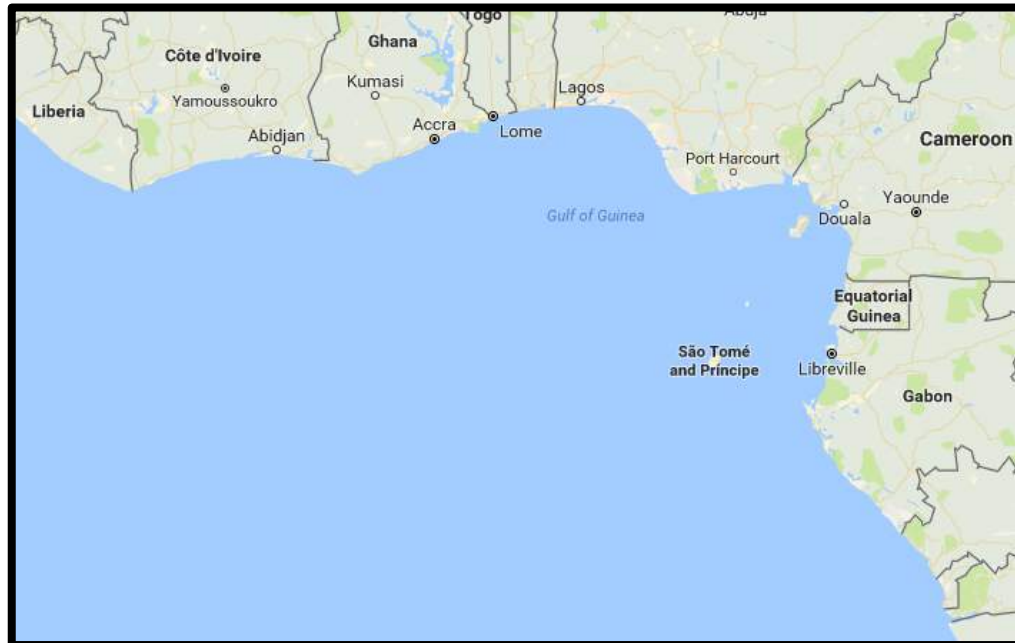 Togo
Abuja
Ghana
Côte d'Ivoire
Kumasi
Lagos
Yamoussoukro
Liberia
Accra
Lome
Abidjan
Cameroon
Port Harcourt
Yaounde
Douala
Gulf of Guinea
Equatorial
Guinea
São Tomé
and Príncipe
Libreville
Gabon